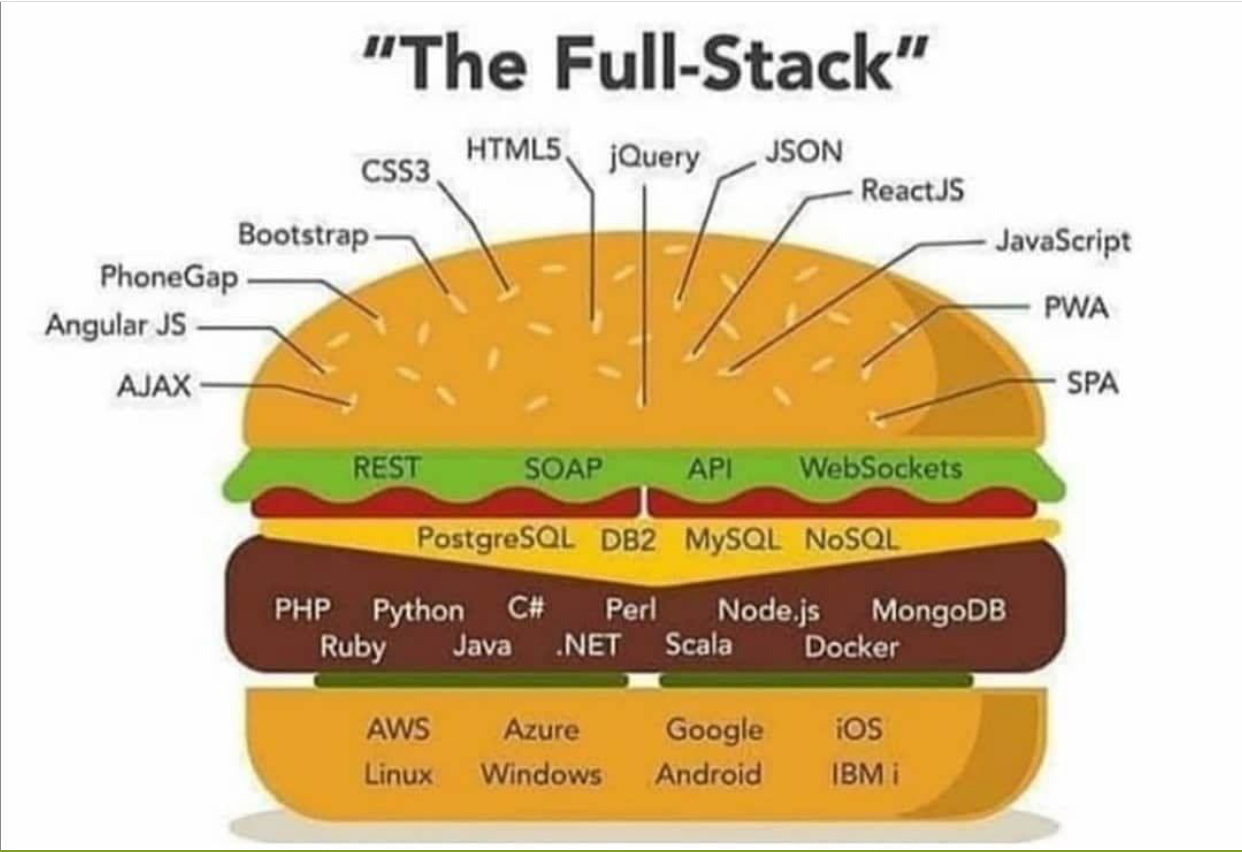 "The Full-Stack"
HTML5 jQuery JSON
CSS3 ReactJS
Bootstrap JavaScript
PhoneGap PWA
Angular JS
AJAX SPA
REST SOAP API WebSockets
PostgreSQL DB2 MySQL NoSQL
PHP Python C# Perl Node.js MongoDB
Ruby Java .NET Scala Docker
AWS Azure Google iOS
Linux Windows Android IBM i